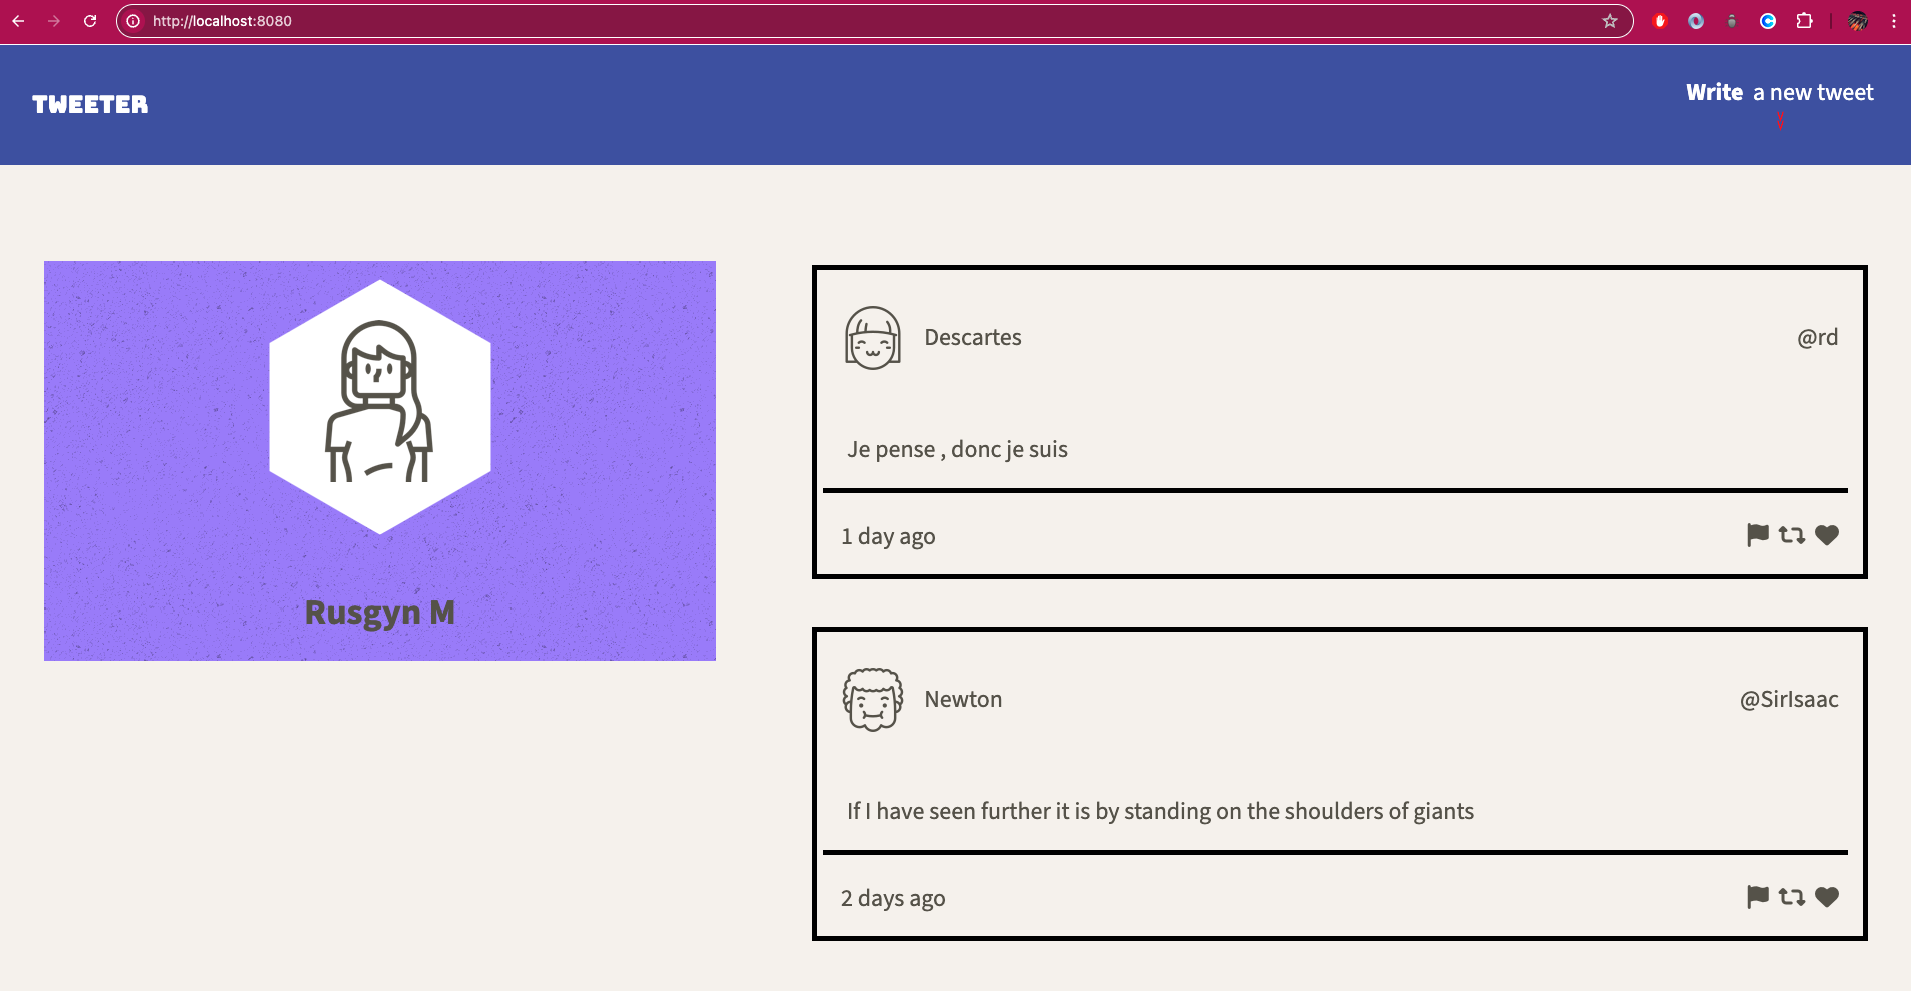 http://localhost:8080
TWEETER
Write a new tweet
Rusgyn M
Descartes
@rd
Je pense , donc je suis
1 day ago
Newton
@SirIsaac
If I have seen further it is by standing on the shoulders of giants
2 days ago